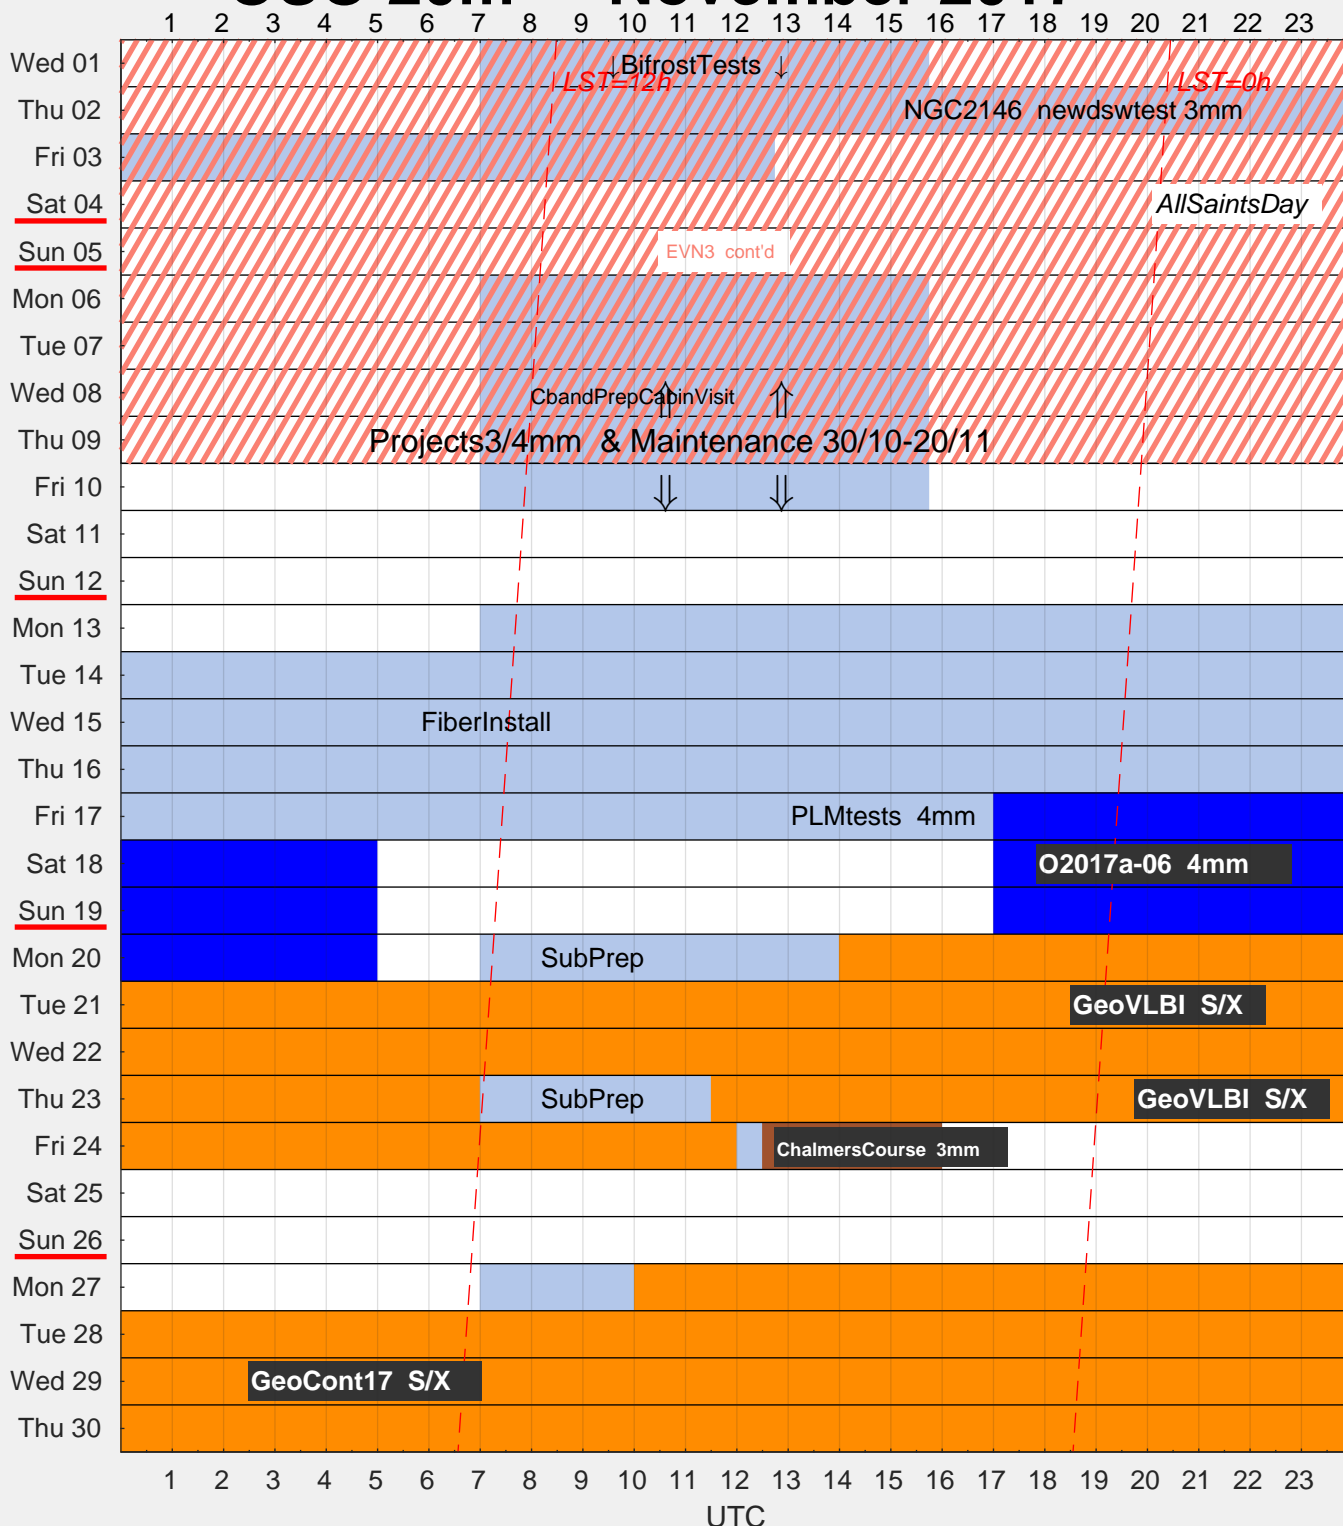 1 2 3 4 5 6 7 8 9 10 11 12 13 14 15 16 17 18 19 20 21 22 23
Wed 01
↓BifrostTests ↓
LST=12h
LST=0h
Thu 02
NGC2146 newdswtest 3mm
Fri 03
Sat 04
AllSaintsDay
Sun 05
EVN3 cont'd
Mon 06
Tue 07
Wed 08
CbandPrepCabinVisit
⇑ ⇑
Thu 09
Projects3/4mm & Maintenance 30/10-20/11
Fri 10
⇓ ⇓
Sat 11
Sun 12
Mon 13
Tue 14
Wed 15
FiberInstall
Thu 16
Fri 17
PLMtests 4mm
Sat 18
O2017a-06 4mm
Sun 19
Mon 20
SubPrep
Tue 21
GeoVLBI S/X
Wed 22
Thu 23
SubPrep
GeoVLBI S/X
Fri 24
ChalmersCourse 3mm
Sat 25
Sun 26
Mon 27
Tue 28
Wed 29
GeoCont17 S/X
Thu 30
1 2 3 4 5 6 7 8 9 10 11 12 13 14 15 16 17 18 19 20 21 22 23
UTC